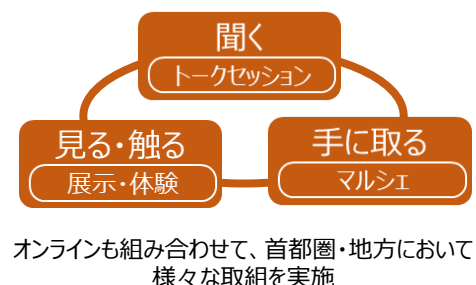 聞く
トークセッション
見る・触る
展示・体験
手に取る
マルシェ
オンラインも組み合わせて、首都圏・地方において
様々な取組を実施